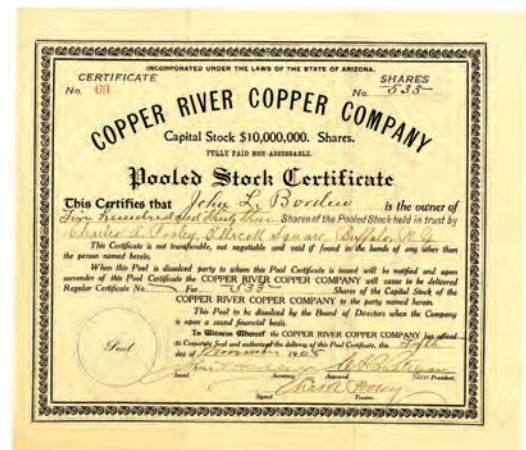 INCORPORATED UNDER THE LAWS OF THE STATE OF ARIZONA.
CERTIFICATE SHARES
No. 69 No. 535
COPPER RIVER COPPER COMPANY
Capital Stock $10,000,000. Shares.
FULLY PAID NON-ASSESSABLE.
Pooled Stock Certificate
This Certifies that John L. Borden is the owner of
Five hundred and thirty five Shares of the Pooled Stock held in trust by
Charles A. Pooley, Ellicott Square, Buffalo, N.Y.
This Certificate is not transferable, not negotiable and void if found in the hands of any other than
the person named herein.
When this Pool is dissolved party to whom this Pool Certificate is issued will be notified and upon
surrender of this Pool Certificate the COPPER RIVER COPPER COMPANY will cause to be delivered
Regular Certificate No. For 535 Shares of the Capital Stock of the
COPPER RIVER COPPER COMPANY to the party named herein.
This Pool to be dissolved by the Board of Directors when the Company
is upon a sound financial basis.
In Witness Whereof the COPPER RIVER COPPER COMPANY has affixed
its Corporate Seal and authorized the delivery of this Pool Certificate, this
day of 1905
Seal
Issued Secretary. Approved President.
Chas A Pooley
Signed Trustee.